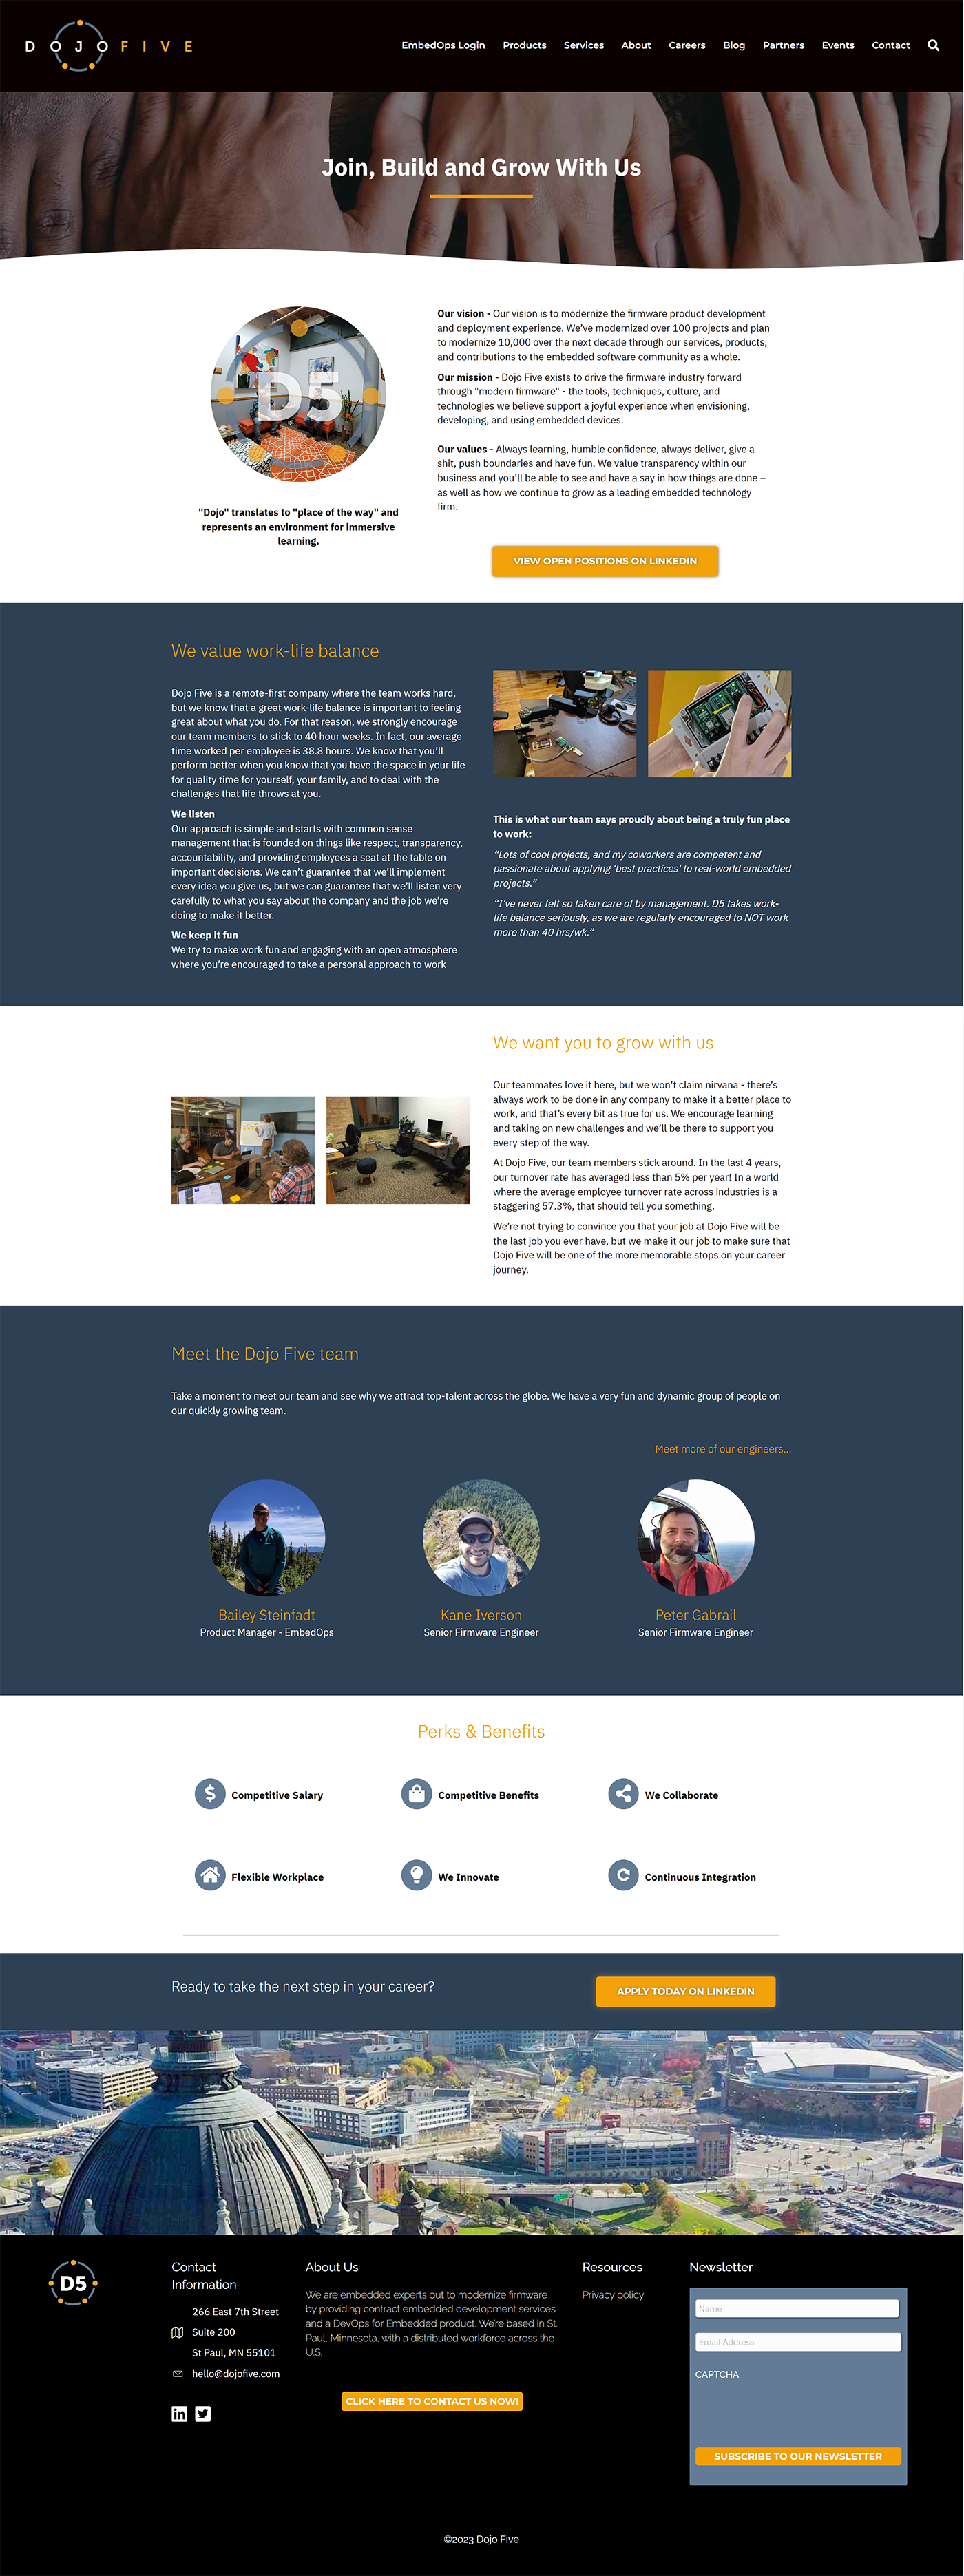 DOJOFIVE
EmbedOps Login Products Services About Careers Blog Partners Events Contact
Join, Build and Grow With Us
D5
"Dojo" translates to "place of the way" and
represents an environment for immersive
learning.
Our vision - Our vision is to modernize the firmware product development
and deployment experience. We’ve modernized over 100 projects and plan
to modernize 10,000 over the next decade through our services, products,
and contributions to the embedded software community as a whole.
Our mission - Dojo Five exists to drive the firmware industry forward
through "modern firmware" - the tools, techniques, culture, and
technologies we believe support a joyful experience when envisioning,
developing, and using embedded devices.
Our values - Always learning, humble confidence, always deliver, give a
shit, push boundaries and have fun. We value transparency within our
business and you’ll be able to see and have a say in how things are done –
as well as how we continue to grow as a leading embedded technology
firm.
VIEW OPEN POSITIONS ON LINKEDIN
We value work-life balance
Dojo Five is a remote-first company where the team works hard,
but we know that a great work-life balance is important to feeling
great about what you do. For that reason, we strongly encourage
our team members to stick to 40 hour weeks. In fact, our average
time worked per employee is 38.8 hours. We know that you’ll
perform better when you know that you have the space in your life
for quality time for yourself, your family, and to deal with the
challenges that life throws at you.
We listen
Our approach is simple and starts with common sense
management that is founded on things like respect, transparency,
accountability, and providing employees a seat at the table on
important decisions. We can’t guarantee that we’ll implement
every idea you give us, but we can guarantee that we’ll listen very
carefully to what you say about the company and the job we’re
doing to make it better.
We keep it fun
We try to make work fun and engaging with an open atmosphere
where you’re encouraged to take a personal approach to work
This is what our team says proudly about being a truly fun place
to work:
“Lots of cool projects, and my coworkers are competent and
passionate about applying ‘best practices' to real-world embedded
projects.”
“I’ve never felt so taken care of by management. D5 takes work-
life balance seriously, as we are regularly encouraged to NOT work
more than 40 hrs/wk.”
We want you to grow with us
Our teammates love it here, but we won’t claim nirvana - there’s
always work to be done in any company to make it a better place to
work, and that’s every bit as true for us. We encourage learning
and taking on new challenges and we’ll be there to support you
every step of the way.
At Dojo Five, our team members stick around. In the last 4 years,
our turnover rate has averaged less than 5% per year! In a world
where the average employee turnover rate across industries is a
staggering 57.3%, that should tell you something.
We’re not trying to convince you that your job at Dojo Five will be
the last job you ever have, but we make it our job to make sure that
Dojo Five will be one of the more memorable stops on your career
journey.
Meet the Dojo Five team
Take a moment to meet our team and see why we attract top-talent across the globe. We have a very fun and dynamic group of people on
our quickly growing team.
Meet more of our engineers...
Bailey Steinfadt
Product Manager - EmbedOps
Kane Iverson
Senior Firmware Engineer
Peter Gabrail
Senior Firmware Engineer
Perks & Benefits
Competitive Salary
Competitive Benefits
We Collaborate
Flexible Workplace
We Innovate
Continuous Integration
Ready to take the next step in your career?
APPLY TODAY ON LINKEDIN
D5
Contact
Information
266 East 7th Street
Suite 200
St Paul, MN 55101
hello@dojofive.com
About Us
We are embedded experts out to modernize firmware
by providing contract embedded development services
and a DevOps for Embedded product. We’re based in St.
Paul, Minnesota, with a distributed workforce across the
U.S.
CLICK HERE TO CONTACT US NOW!
Resources
Privacy policy
Newsletter
Name
Email Address
CAPTCHA
SUBSCRIBE TO OUR NEWSLETTER
©2023 Dojo Five